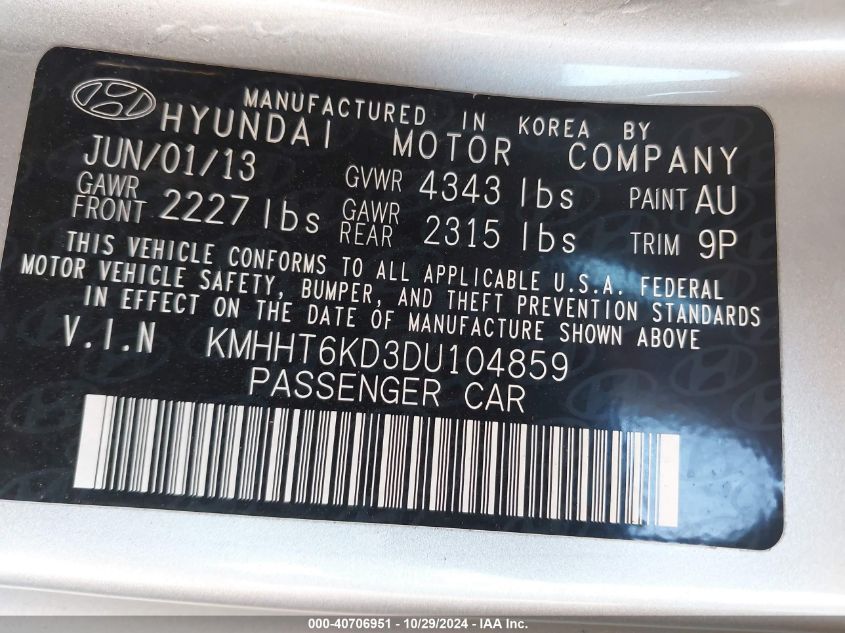 MANUFACTURED IN KOREA BY
HYUNDAI MOTOR COMPANY
JUN/01/13 GVWR 4343 lbs PAINT AU
GAWR FRONT 2227 lbs GAWR REAR 2315 lbs TRIM 9P
THIS VEHICLE CONFORMS TO ALL APPLICABLE U.S.A. FEDERAL
MOTOR VEHICLE SAFETY, BUMPER, AND THEFT PREVENTION STANDARDS
IN EFFECT ON THE DATE OF MANUFACTURE SHOWN ABOVE
V.I.N KMHHT6KD3DU104859
PASSENGER CAR
000-40706951 | 10/29/2024 - IAA Inc.